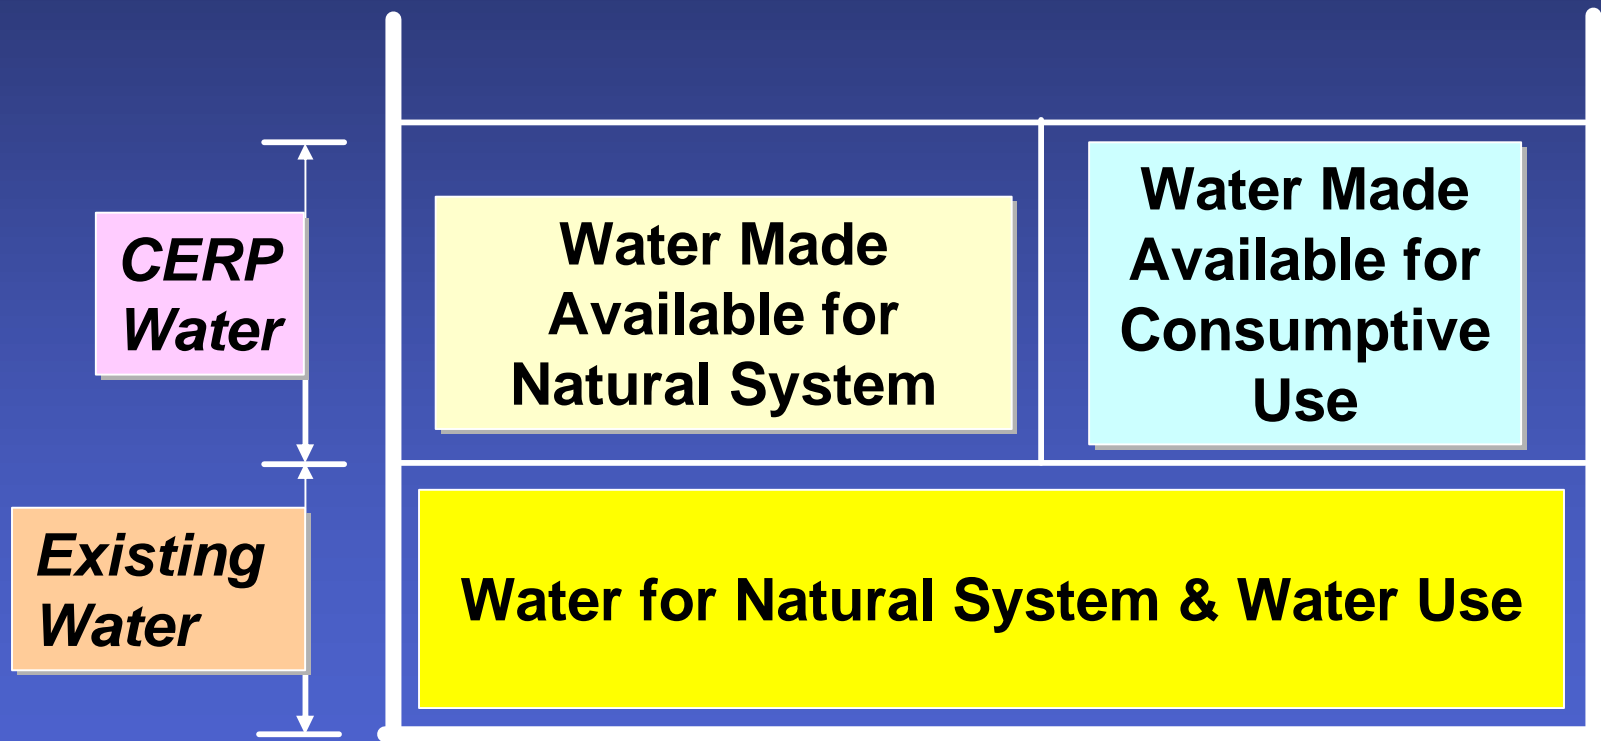 CERP
Water
Water Made
Available for
Natural System
Water Made
Available for
Consumptive
Use
Existing
Water
Water for Natural System & Water Use